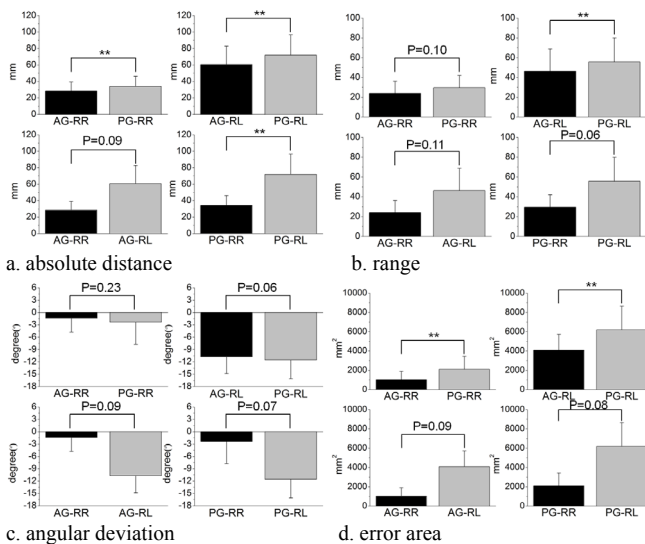 120
100
80
60
40
20
0
mm
**
AG-RR PG-RR
120
100
80
60
40
20
0
mm
**
AG-RL PG-RL
120
100
80
60
40
20
0
mm
P=0.09
AG-RR AG-RL
120
100
80
60
40
20
0
mm
**
PG-RR PG-RL
a. absolute distance
100
80
60
40
20
0
mm
P=0.10
AG-RR PG-RR
100
80
60
40
20
0
mm
**
AG-RL PG-RL
100
80
60
40
20
0
mm
P=0.11
AG-RR AG-RL
100
80
60
40
20
0
mm
P=0.06
PG-RR PG-RL
b. range
P=0.23
0
-3
-6
-9
-12
-15
-18
degree(°)
AG-RR PG-RR
P=0.06
0
-3
-6
-9
-12
-15
-18
degree(°)
AG-RL PG-RL
P=0.09
0
-3
-6
-9
-12
-15
-18
degree(°)
AG-RR AG-RL
P=0.07
0
-3
-6
-9
-12
-15
-18
degree(°)
PG-RR PG-RL
c. angular deviation
10000
8000
6000
4000
2000
0
mm²
**
AG-RR PG-RR
10000
8000
6000
4000
2000
0
mm²
**
AG-RL PG-RL
10000
8000
6000
4000
2000
0
mm²
P=0.09
AG-RR AG-RL
10000
8000
6000
4000
2000
0
mm²
P=0.08
PG-RR PG-RL
d. error area